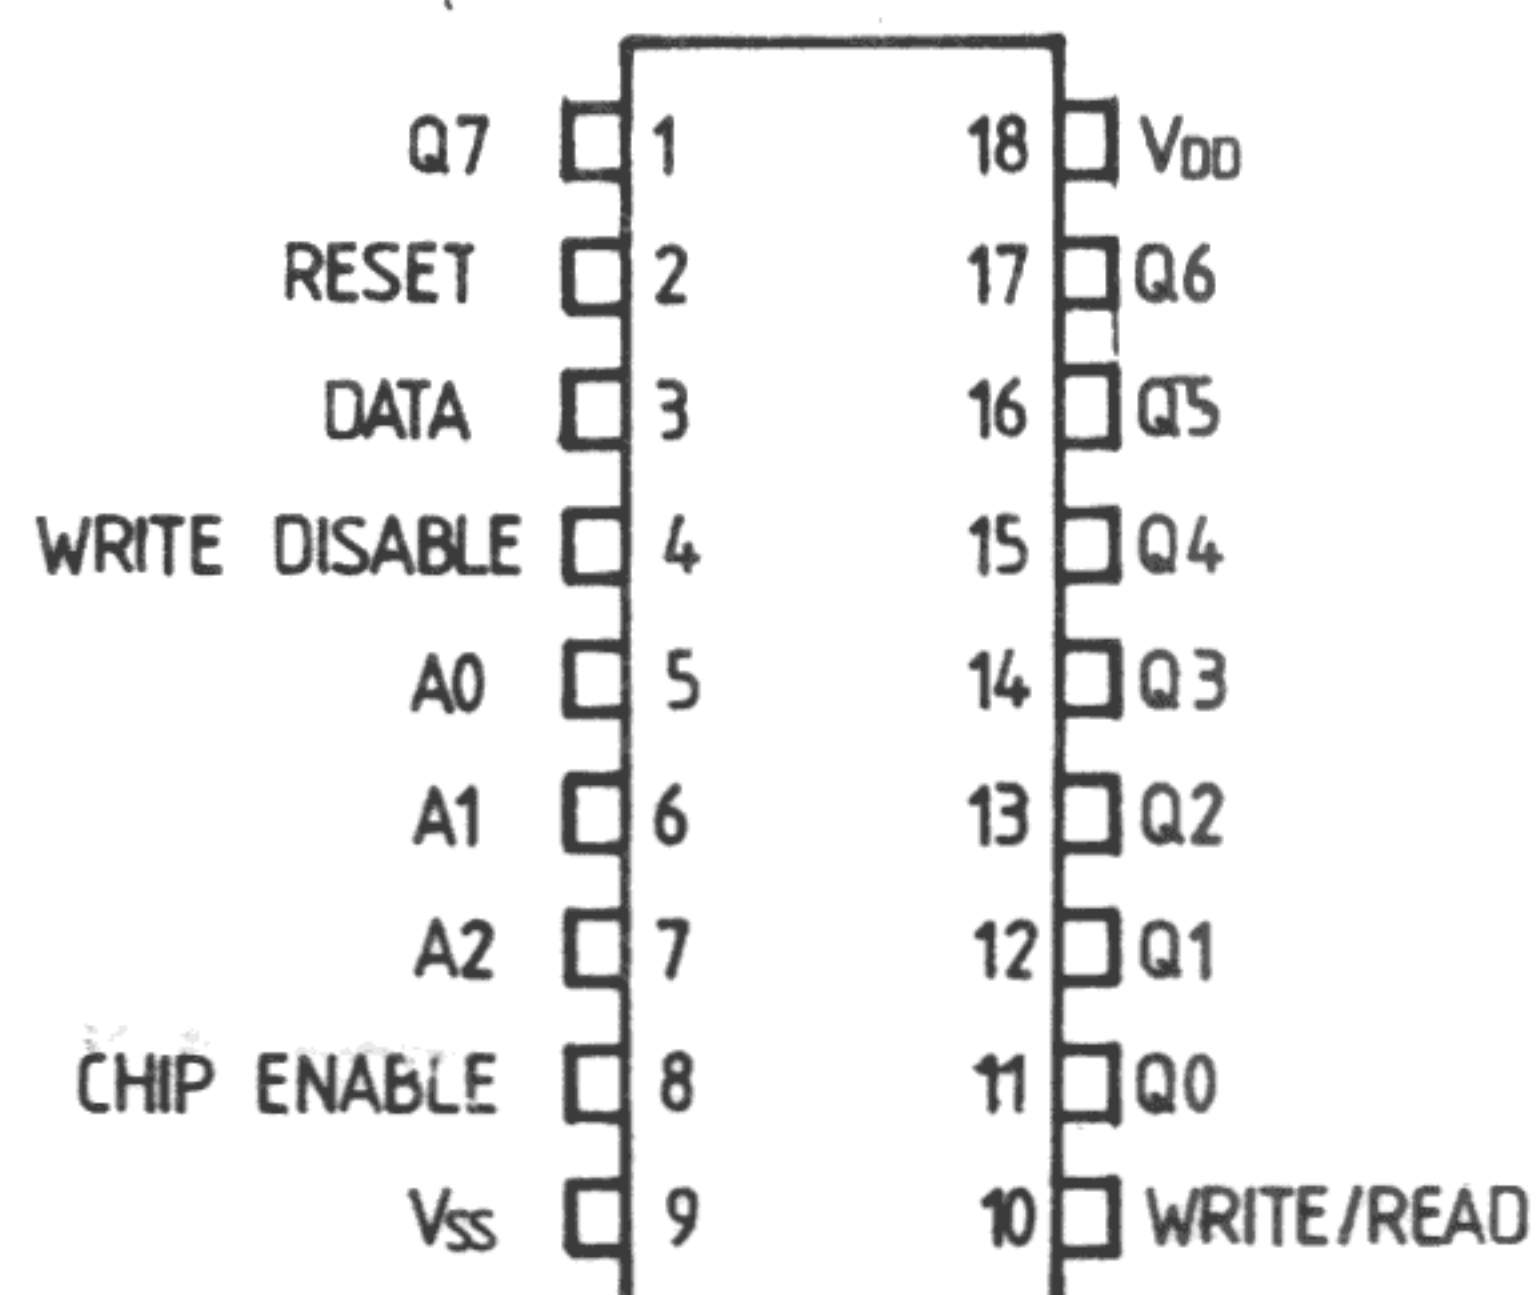 Q7 1 18 VDD
RESET 2 17 Q6
DATA 3 16 Q5
WRITE DISABLE 4 15 Q4
A0 5 14 Q3
A1 6 13 Q2
A2 7 12 Q1
CHIP ENABLE 8 11 Q0
VSS 9 10 WRITE/READ